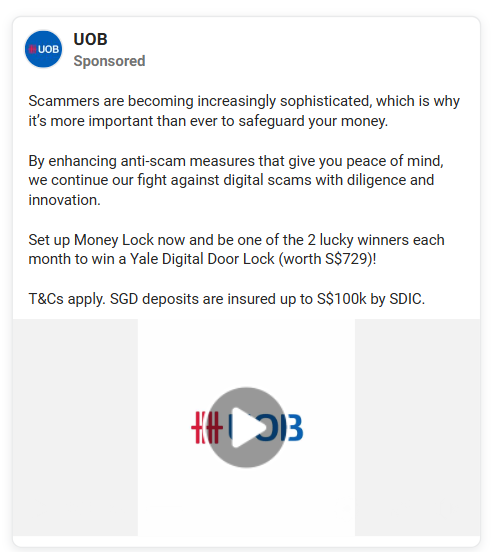 UOB
UOB
Sponsored
Scammers are becoming increasingly sophisticated, which is why
it’s more important than ever to safeguard your money.
By enhancing anti-scam measures that give you peace of mind,
we continue our fight against digital scams with diligence and
innovation.
Set up Money Lock now and be one of the 2 lucky winners each
month to win a Yale Digital Door Lock (worth S$729)!
T&Cs apply. SGD deposits are insured up to S$100k by SDIC.
UOB